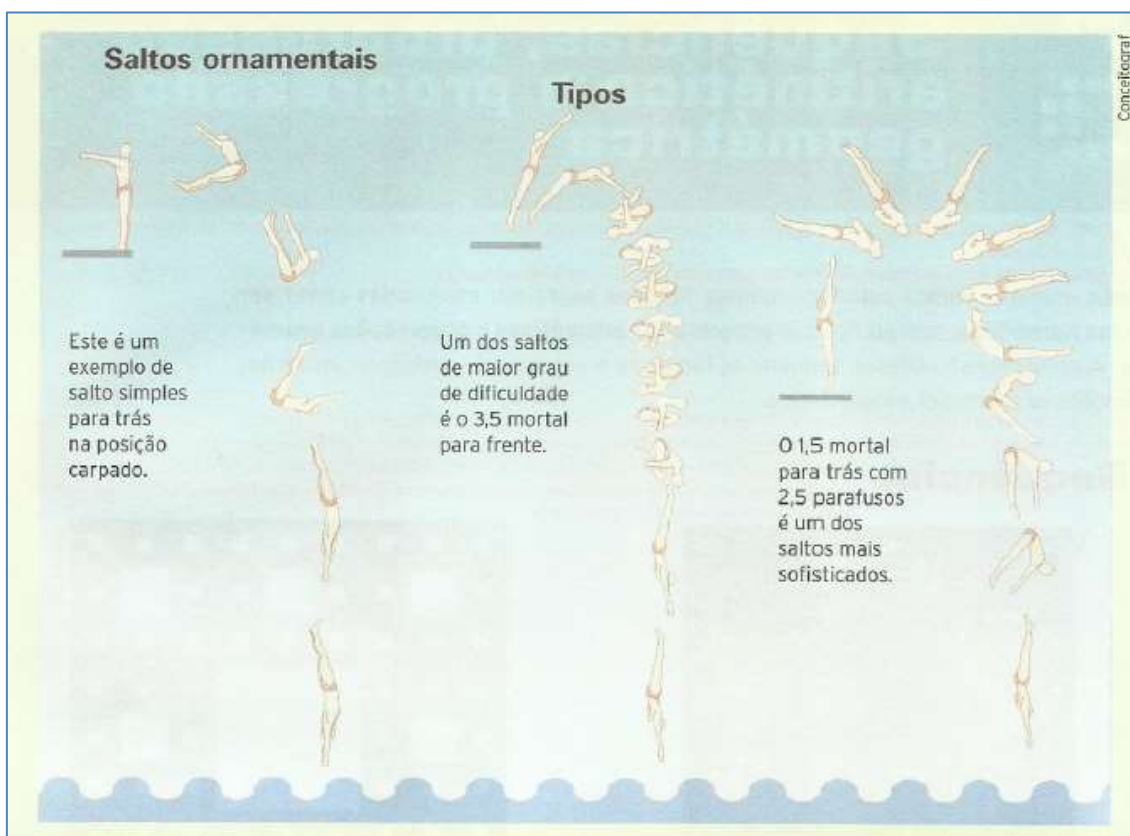 Saltos ornamentais
Tipos
Conceitograf
Este é um
exemplo de
salto simples
para trás
na posição
carpado.
Um dos saltos
de maior grau
de dificuldade
é o 3,5 mortal
para frente.
O 1,5 mortal
para trás com
2,5 parafusos
é um dos
saltos mais
sofisticados.